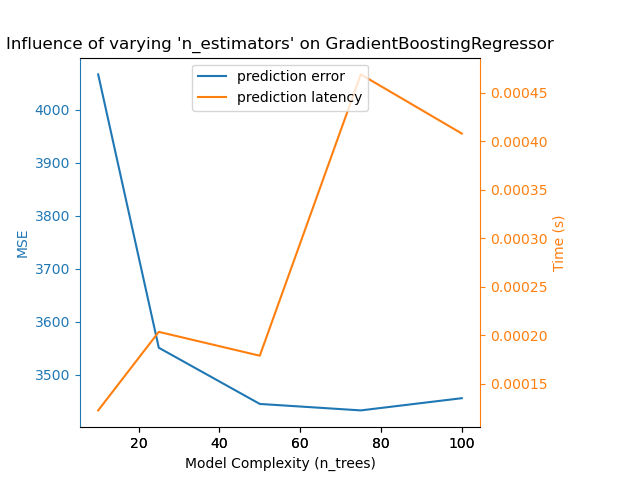 Influence of varying 'n_estimators' on GradientBoostingRegressor
prediction error
prediction latency
4000
3900
3800
3700
3600
3500
MSE
0.00045
0.00040
0.00035
0.00030
0.00025
0.00020
0.00015
Time (s)
20 40 60 80 100
Model Complexity (n_trees)